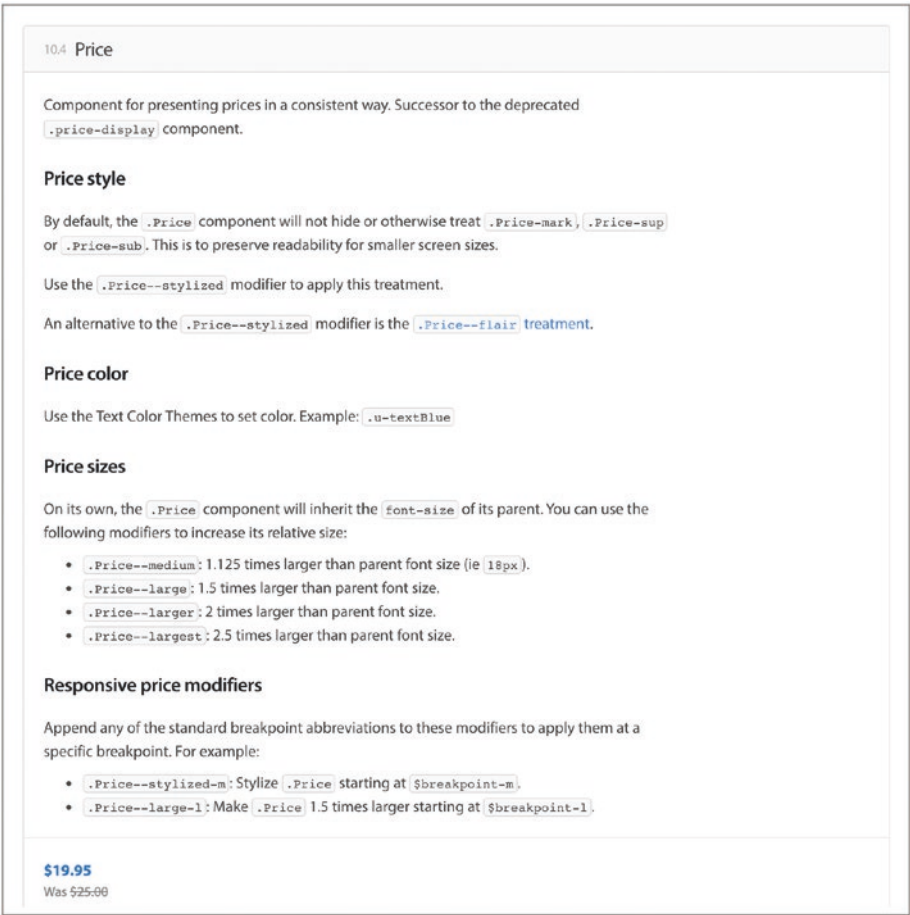 10.4 Price
Component for presenting prices in a consistent way. Successor to the deprecated
.price-display component.
Price style
By default, the .Price component will not hide or otherwise treat .Price-mark, .Price-sup
or .Price-sub. This is to preserve readability for smaller screen sizes.
Use the .Price--stylized modifier to apply this treatment.
An alternative to the .Price--stylized modifier is the .Price--flair treatment.
Price color
Use the Text Color Themes to set color. Example: .u-textBlue
Price sizes
On its own, the .Price component will inherit the font-size of its parent. You can use the
following modifiers to increase its relative size:
• .Price--medium: 1.125 times larger than parent font size (ie 18px).
• .Price--large: 1.5 times larger than parent font size.
• .Price--larger: 2 times larger than parent font size.
• .Price--largest: 2.5 times larger than parent font size.
Responsive price modifiers
Append any of the standard breakpoint abbreviations to these modifiers to apply them at a
specific breakpoint. For example:
• .Price--stylized-m: Stylize .Price starting at $breakpoint-m.
• .Price--large-l: Make .Price 1.5 times larger starting at $breakpoint-l.
$19.95
Was $25.00